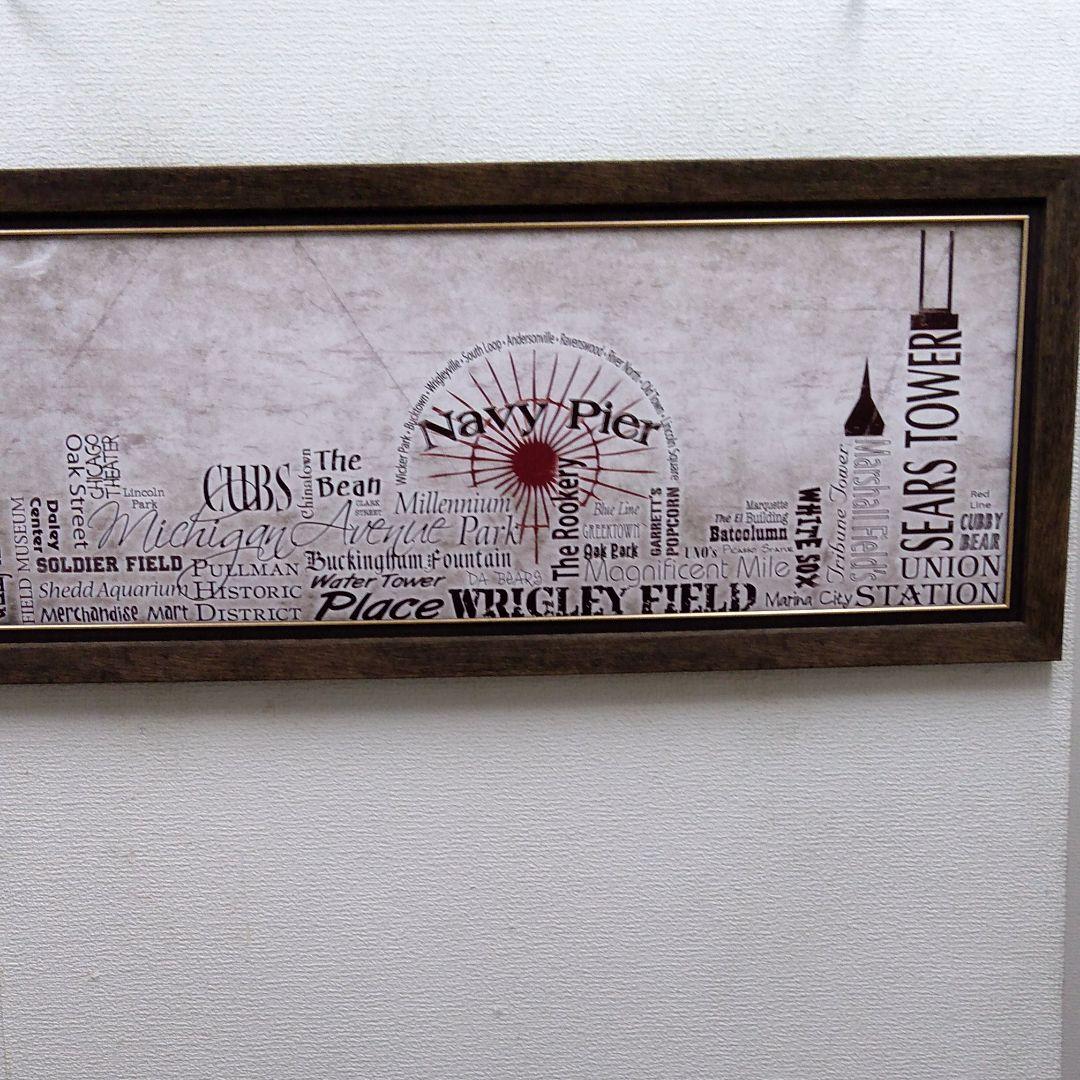 Wicker Park • Bucktown • Wrigleyville • South Loop • Andersonville • Ravenswood • River North • Old Town • Lincoln Square
Navy Pier
SEARS TOWER
Oak Street
CHICAGO
THEATER
Lincoln
Park
CUBS
Chinatown
The
Bean
CLARK
STREET
Millennium
Park
Michigan Avenue
FIELD MUSEUM
Daley
Center
SOLDIER FIELD
Shedd Aquarium
Merchandise Mart
PULLMAN
HISTORIC
DISTRICT
Buckingham Fountain
Water Tower
Place
DA BEARS
WRIGLEY FIELD
The Rookery
Blue Line
GREEKTOWN
Oak Park
GARRETT'S
POPCORN
Magnificent Mile
Marquette
The El Building
Batcolumn
UNO's
WHITE SOX
Tribune Tower
Marshall Field's
Marina City
Red
Line
CUBBY
BEAR
UNION
STATION